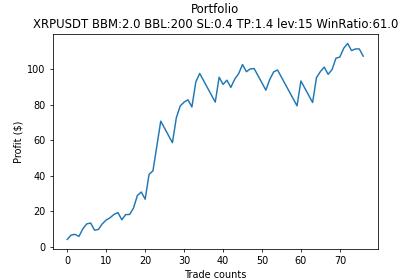 Portfolio
XRPUSDT BBM:2.0 BBL:200 SL:0.4 TP:1.4 lev:15 WinRatio:61.0
100
80
60
40
20
0
Profit ($)
0 10 20 30 40 50 60 70
Trade counts